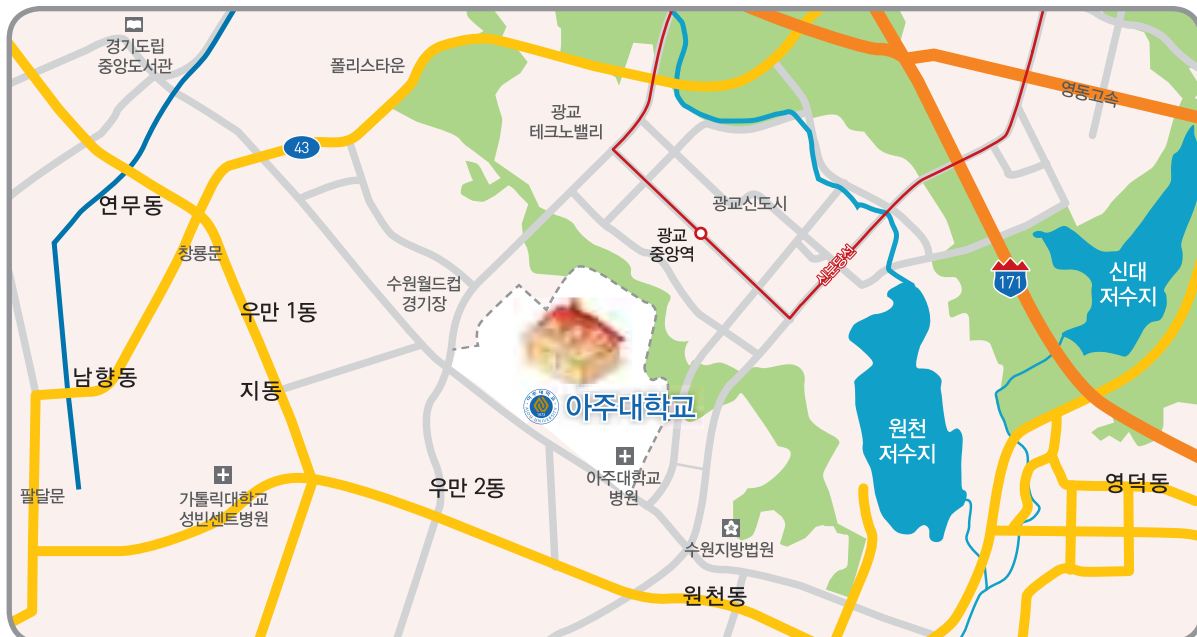 경기도립
중앙도서관
폴리스타운
광교
테크노밸리
영동고속
43
연무동
광교신도시
창룡문
광교
중앙역
신분당선
수원월드컵
경기장
171
신대
저수지
우만 1동
남향동
지동
아주대학교
원천
저수지
팔달문
가톨릭대학교
성빈센트병원
우만 2동
아주대학교
병원
영덕동
수원지방법원
원천동